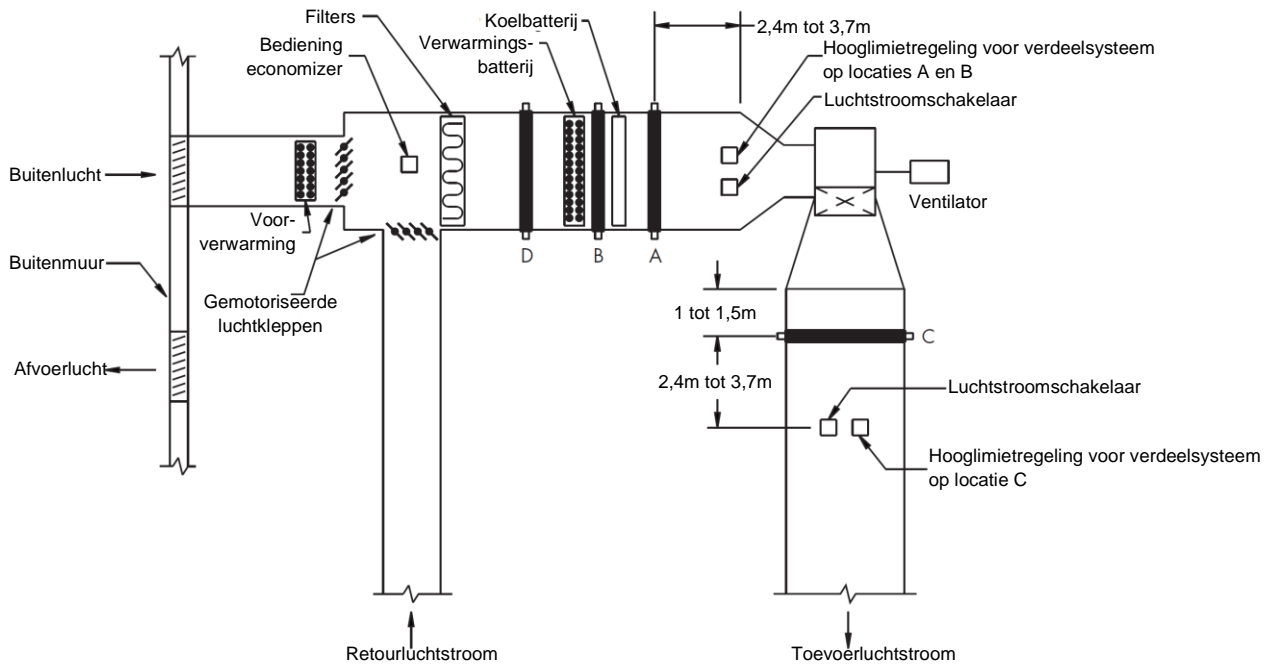 Filters
Koelbatterij
2,4m tot 3,7m
Bediening
economizer
Verwarmings-
batterij
Hooglimietregeling voor verdeelsysteem
op locaties A en B
Luchtstroomschakelaar
Buitenlucht
Ventilator
Voor-
verwarming
D
B
A
Buitenmuur
Gemotoriseerde
luchtkleppen
1 tot 1,5m
C
Afvoerlucht
2,4m tot 3,7m
Luchtstroomschakelaar
Hooglimietregeling voor verdeelsysteem
op locatie C
Retourluchtstroom
Toevoerluchtstroom